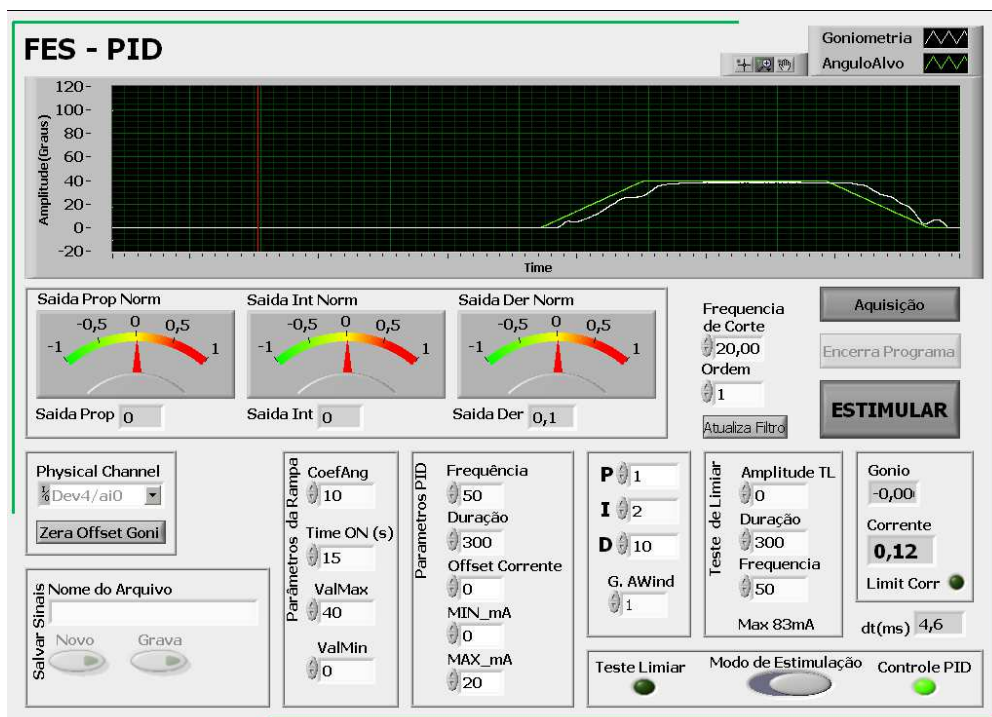 FES - PID
Goniometria
AnguloAlvo
Amplitude(Graus)
120
100
80
60
40
20
0
-20
Time
Saida Prop Norm
-1 -0,5 0 0,5 1
Saida Prop 0
Saida Int Norm
-1 -0,5 0 0,5 1
Saida Int 0
Saida Der Norm
-1 -0,5 0 0,5 1
Saida Der 0,1
Frequencia
de Corte
20,00
Ordem
1
Atualiza Filtro
Aquisição
Encerra Programa
ESTIMULAR
Physical Channel
Dev4/ai0
Zera Offset Goni
Salvar Sinais
Nome do Arquivo
Novo Grava
Parâmetros da Rampa
CoefAng
10
Time ON (s)
15
ValMax
40
ValMin
0
Parametros PID
Frequência
50
Duração
300
Offset Corrente
0
MIN_mA
0
MAX_mA
20
P 1
I 2
D 10
G. AWind
1
Teste de Limiar
Amplitude TL
0
Duração
300
Frequencia
50
Max 83mA
Gonio
-0,00
Corrente
0,12
Limit Corr
dt(ms) 4,6
Teste Limiar
Modo de Estimulação
Controle PID